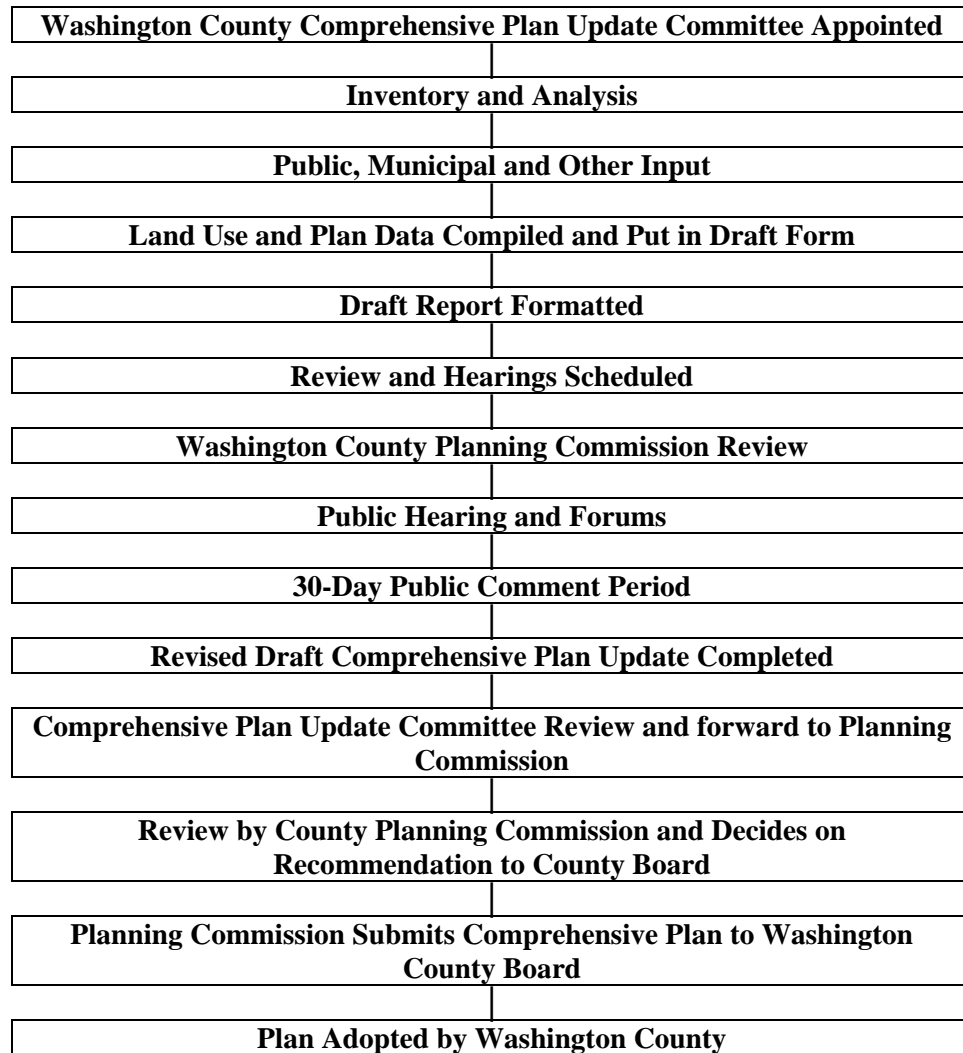 Washington County Comprehensive Plan Update Committee Appointed
Inventory and Analysis
Public, Municipal and Other Input
Land Use and Plan Data Compiled and Put in Draft Form
Draft Report Formatted
Review and Hearings Scheduled
Washington County Planning Commission Review
Public Hearing and Forums
30-Day Public Comment Period
Revised Draft Comprehensive Plan Update Completed
Comprehensive Plan Update Committee Review and forward to Planning
Commission
Review by County Planning Commission and Decides on
Recommendation to County Board
Planning Commission Submits Comprehensive Plan to Washington
County Board
Plan Adopted by Washington County